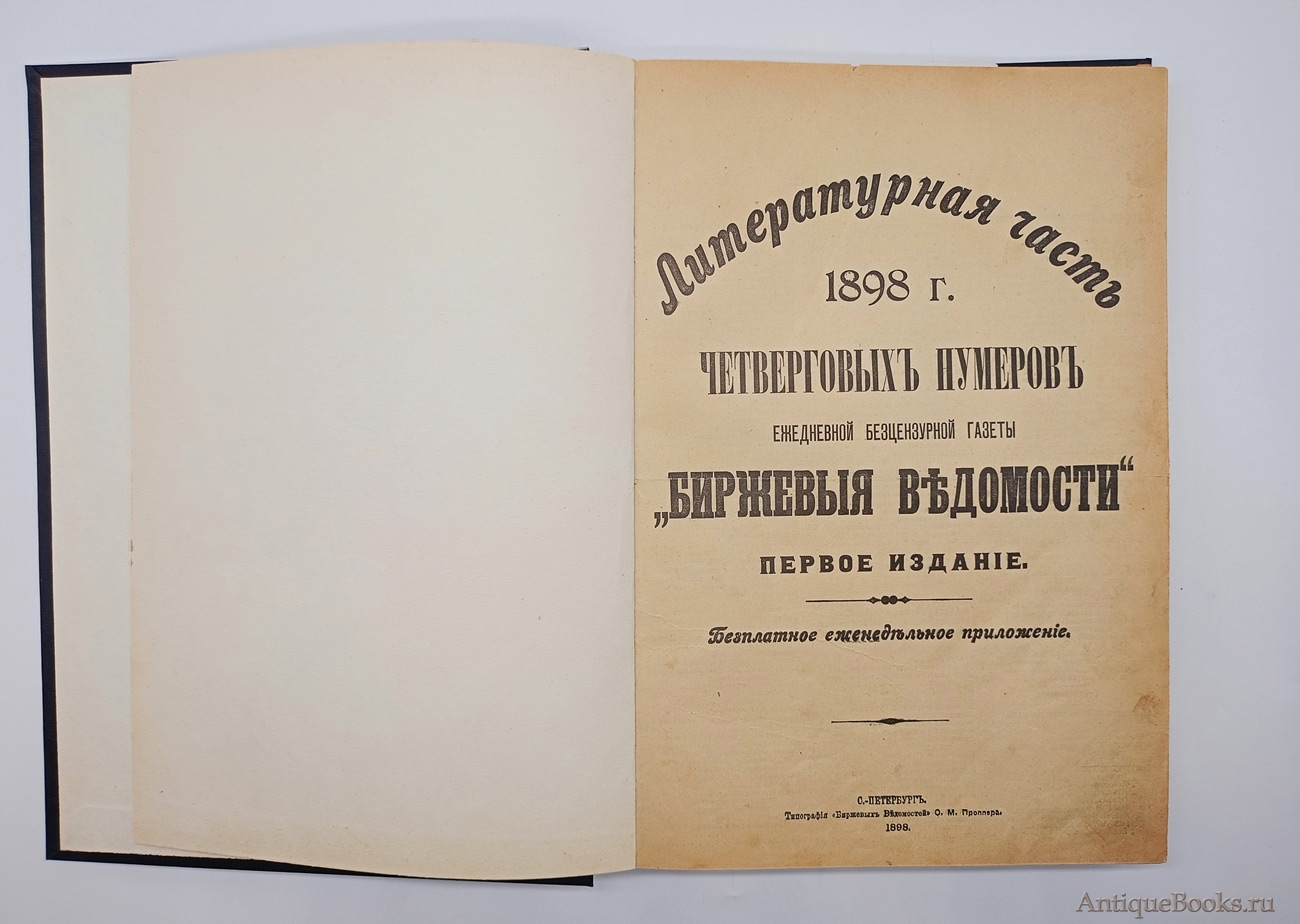 Литературная часть
1898 г.
ЧЕТВЕРГОВЫХЪ НУМЕРОВЪ
ЕЖЕДНЕВНОЙ БЕЗЦЕНЗУРНОЙ ГАЗЕТЫ
„БИРЖЕВЫЯ ВѢДОМОСТИ“
ПЕРВОЕ ИЗДАНІЕ.
Безплатное еженедѣльное приложеніе.
С.-ПЕТЕРБУРГЪ.
Типографія «Биржевыхъ Вѣдомостей» С. М. Проппера.
1898.
AntiqueBooks.ru